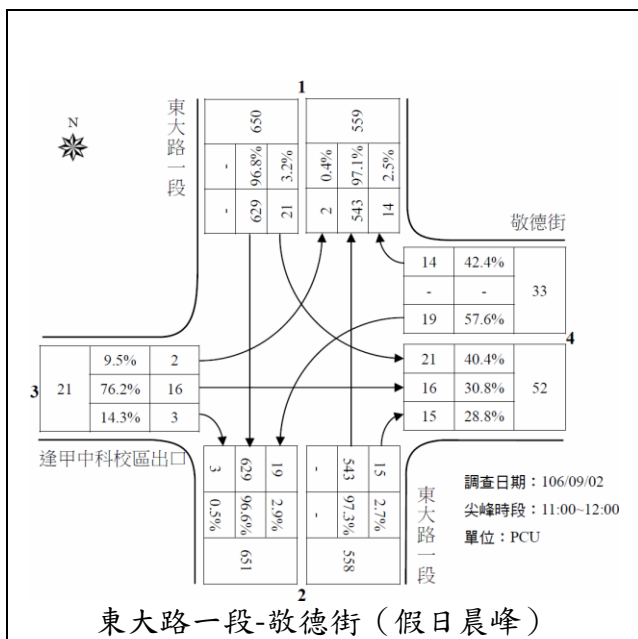 1
東大路一段
N
650
- 96.8% 3.2%
- 629 21
559
0.4% 97.1% 2.5%
2 543 14
敬德街
14 42.4%
- - 33
19 57.6%
4
21 40.4%
16 30.8% 52
15 28.8%
3
9.5% 2
21 76.2% 16
14.3% 3
逢甲中科校區出口
3 629 19
0.5% 96.6% 2.9%
651
- 543 15
- 97.3% 2.7%
558
2
東大路一段
調查日期：106/09/02
尖峰時段：11:00~12:00
單位：PCU
東大路一段-敬德街（假日晨峰）